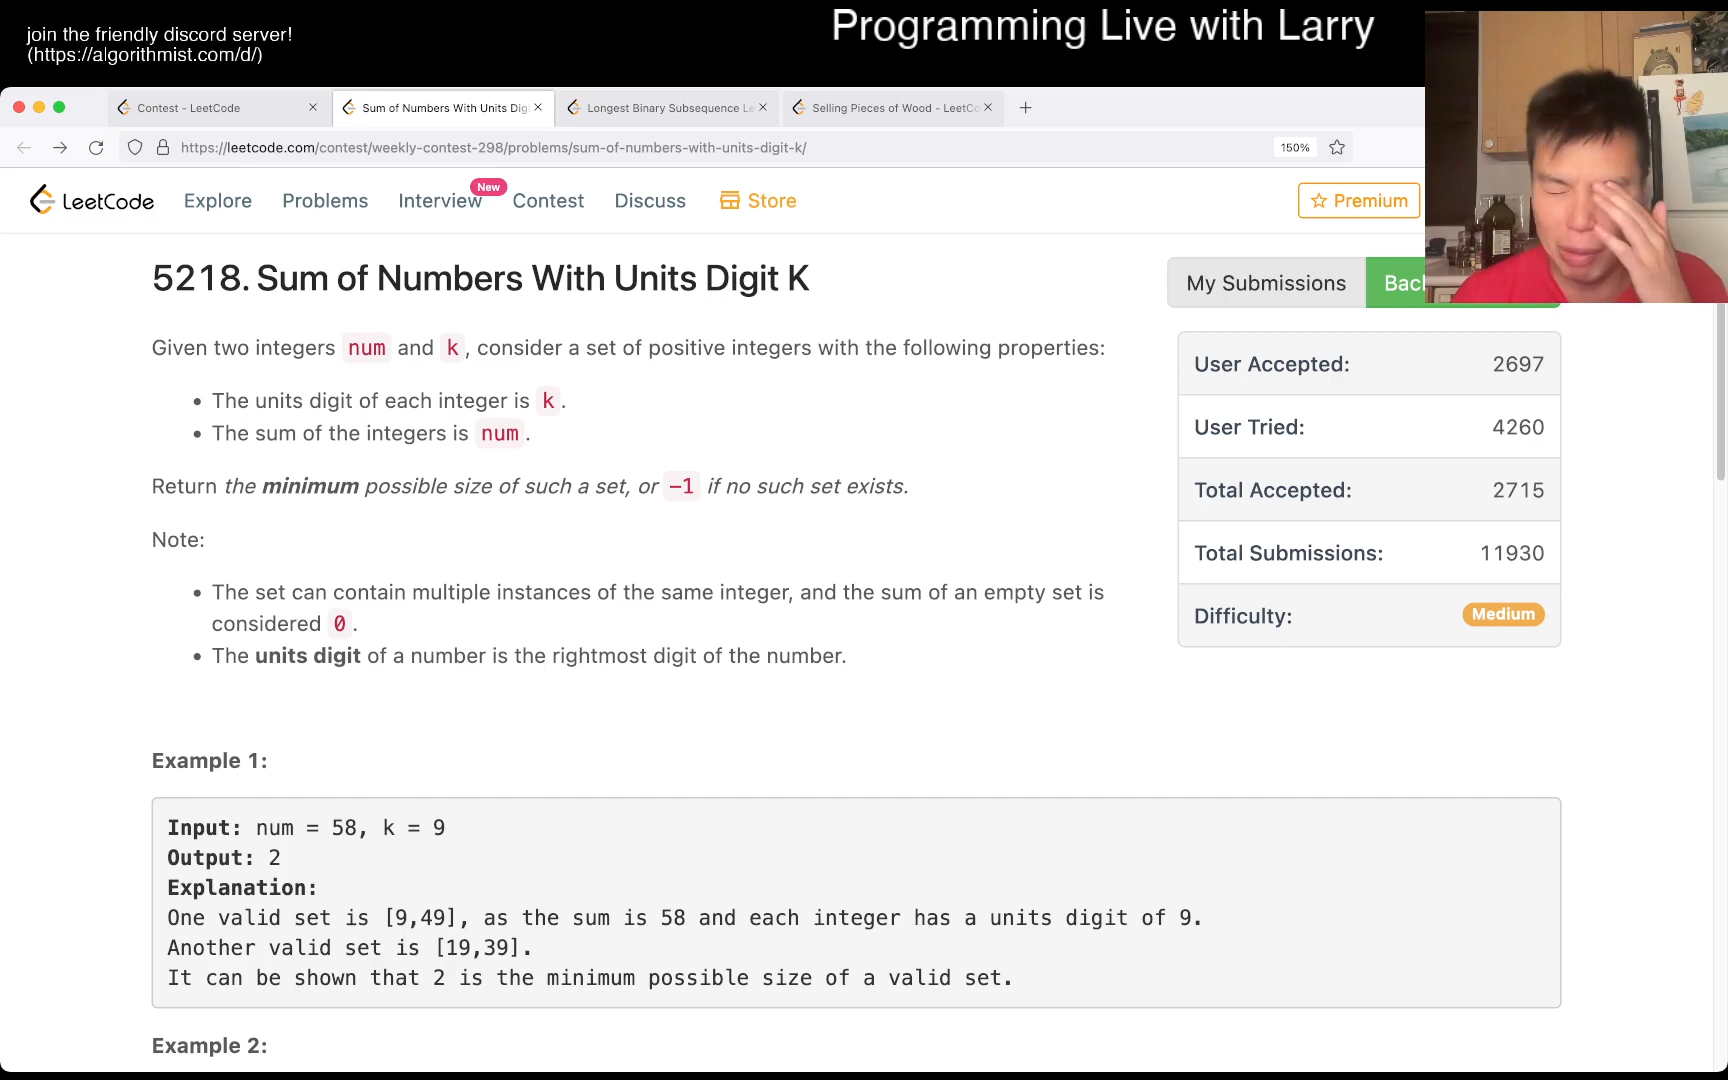 join the friendly discord server!
(https://algorithmist.com/d/)
Programming Live with Larry
Contest - LeetCode
Sum of Numbers With Units Dig
Longest Binary Subsequence Le
Selling Pieces of Wood - LeetCo
https://leetcode.com/contest/weekly-contest-298/problems/sum-of-numbers-with-units-digit-k/
150%
LeetCode
Explore
Problems
Interview
New
Contest
Discuss
Store
Premium
5218. Sum of Numbers With Units Digit K
My Submissions
Bac
Given two integers num and k, consider a set of positive integers with the following properties:
• The units digit of each integer is k.
• The sum of the integers is num.
Return the minimum possible size of such a set, or -1 if no such set exists.
Note:
• The set can contain multiple instances of the same integer, and the sum of an empty set is
considered 0.
• The units digit of a number is the rightmost digit of the number.
User Accepted: 2697
User Tried: 4260
Total Accepted: 2715
Total Submissions: 11930
Difficulty: Medium
Example 1:
Input: num = 58, k = 9
Output: 2
Explanation:
One valid set is [9,49], as the sum is 58 and each integer has a units digit of 9.
Another valid set is [19,39].
It can be shown that 2 is the minimum possible size of a valid set.
Example 2: